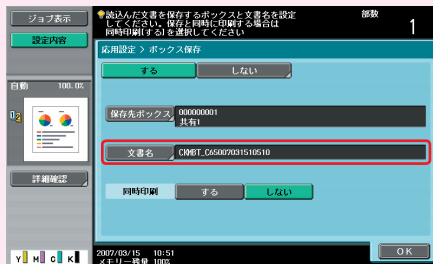 ジョブ表示
設定内容
読込んだ文書を保存するボックスと文書名を設定
してください。保存と同時に印刷する場合は
同時印刷[する]を選択してください
部数
1
応用設定 > ボックス保存
する
しない
自動 100.0%
保存先ボックス
000000001
共有1
文書名
CKMBT_C65007031510510
詳細確認
同時印刷
する
しない
Y M C K
2007/03/15 10:51
メモリー残量 100%
OK